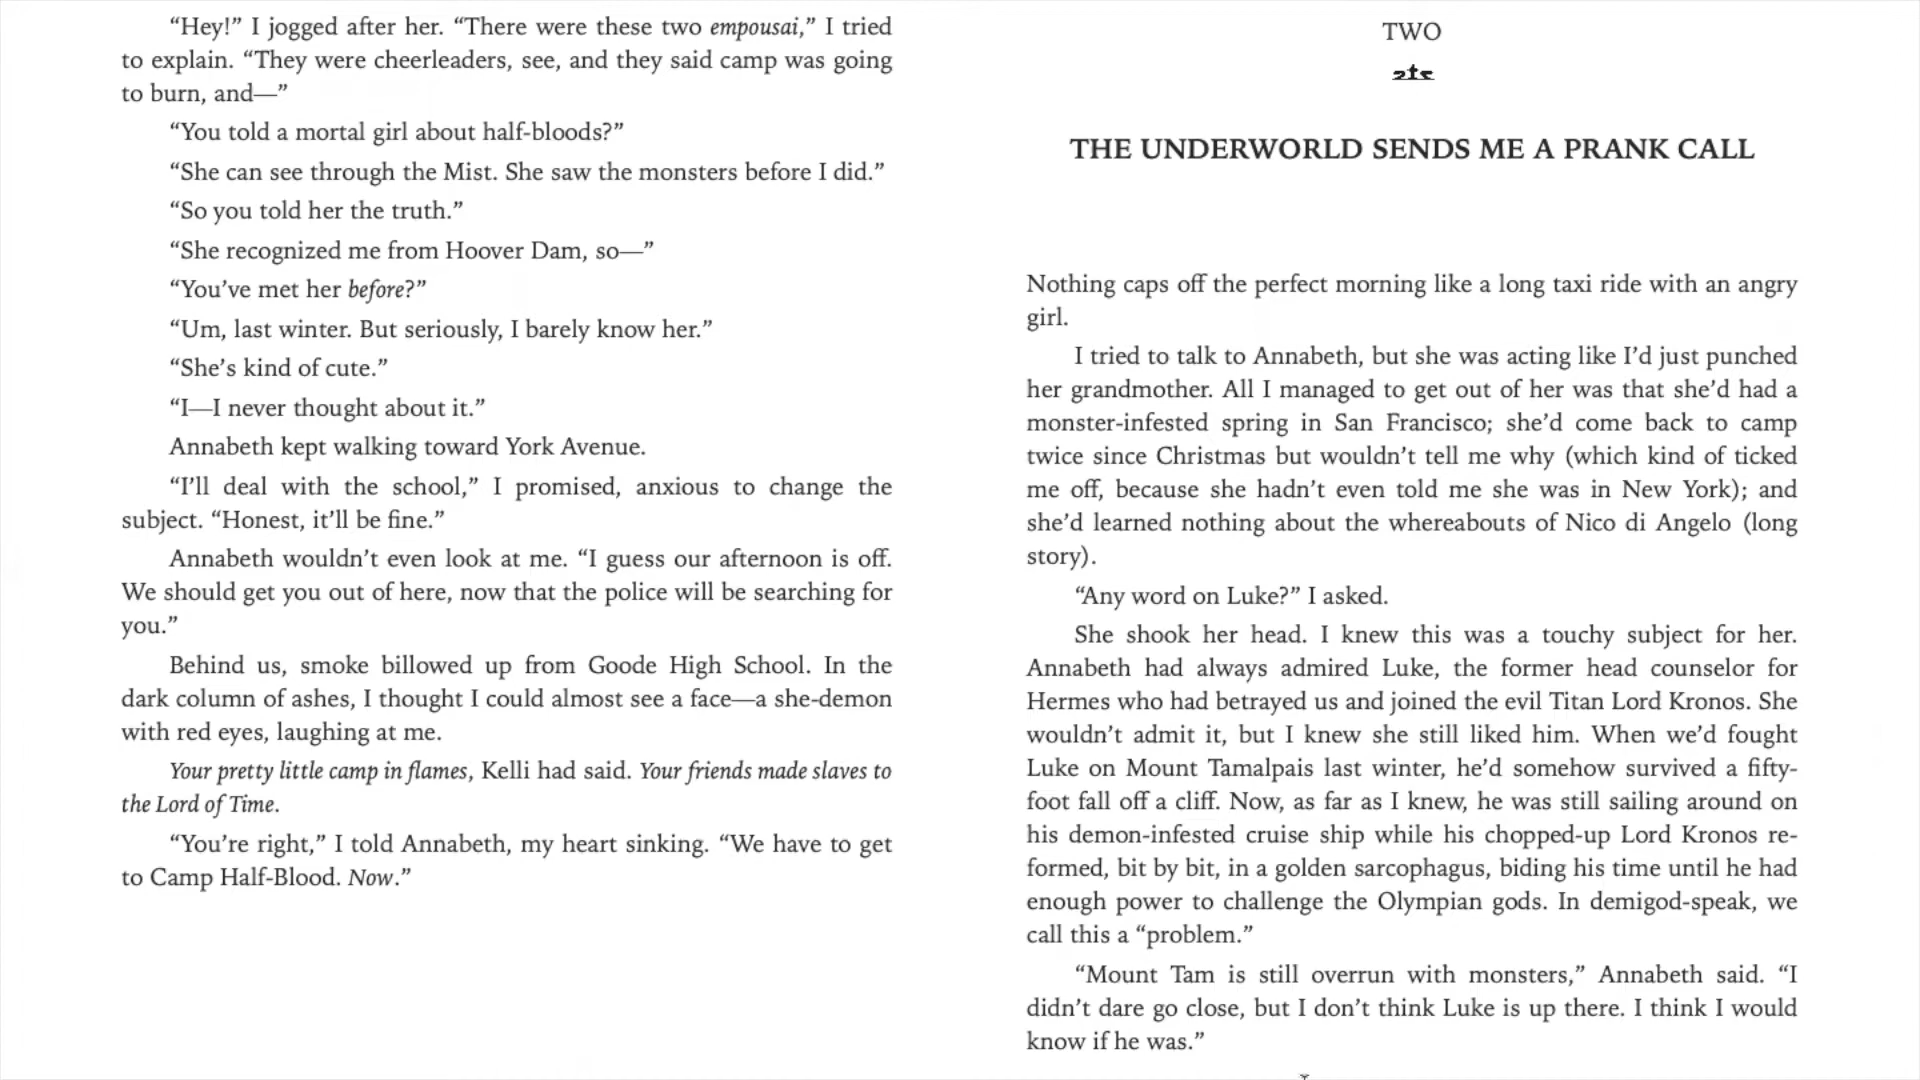 “Hey!” I jogged after her. “There were these two empousai,” I tried
to explain. “They were cheerleaders, see, and they said camp was going
to burn, and—”
“You told a mortal girl about half-bloods?”
“She can see through the Mist. She saw the monsters before I did.”
“So you told her the truth.”
“She recognized me from Hoover Dam, so—”
“You’ve met her before?”
“Um, last winter. But seriously, I barely know her.”
“She’s kind of cute.”
“I—I never thought about it.”
Annabeth kept walking toward York Avenue.
“I’ll deal with the school,” I promised, anxious to change the
subject. “Honest, it’ll be fine.”
Annabeth wouldn’t even look at me. “I guess our afternoon is off.
We should get you out of here, now that the police will be searching for
you.”
Behind us, smoke billowed up from Goode High School. In the
dark column of ashes, I thought I could almost see a face—a she-demon
with red eyes, laughing at me.
Your pretty little camp in flames, Kelli had said. Your friends made slaves to
the Lord of Time.
“You’re right,” I told Annabeth, my heart sinking. “We have to get
to Camp Half-Blood. Now.”
TWO
THE UNDERWORLD SENDS ME A PRANK CALL
Nothing caps off the perfect morning like a long taxi ride with an angry
girl.
I tried to talk to Annabeth, but she was acting like I’d just punched
her grandmother. All I managed to get out of her was that she’d had a
monster-infested spring in San Francisco; she’d come back to camp
twice since Christmas but wouldn’t tell me why (which kind of ticked
me off, because she hadn’t even told me she was in New York); and
she’d learned nothing about the whereabouts of Nico di Angelo (long
story).
“Any word on Luke?” I asked.
She shook her head. I knew this was a touchy subject for her.
Annabeth had always admired Luke, the former head counselor for
Hermes who had betrayed us and joined the evil Titan Lord Kronos. She
wouldn’t admit it, but I knew she still liked him. When we’d fought
Luke on Mount Tamalpais last winter, he’d somehow survived a fifty-
foot fall off a cliff. Now, as far as I knew, he was still sailing around on
his demon-infested cruise ship while his chopped-up Lord Kronos re-
formed, bit by bit, in a golden sarcophagus, biding his time until he had
enough power to challenge the Olympian gods. In demigod-speak, we
call this a “problem.”
“Mount Tam is still overrun with monsters,” Annabeth said. “I
didn’t dare go close, but I don’t think Luke is up there. I think I would
know if he was.”